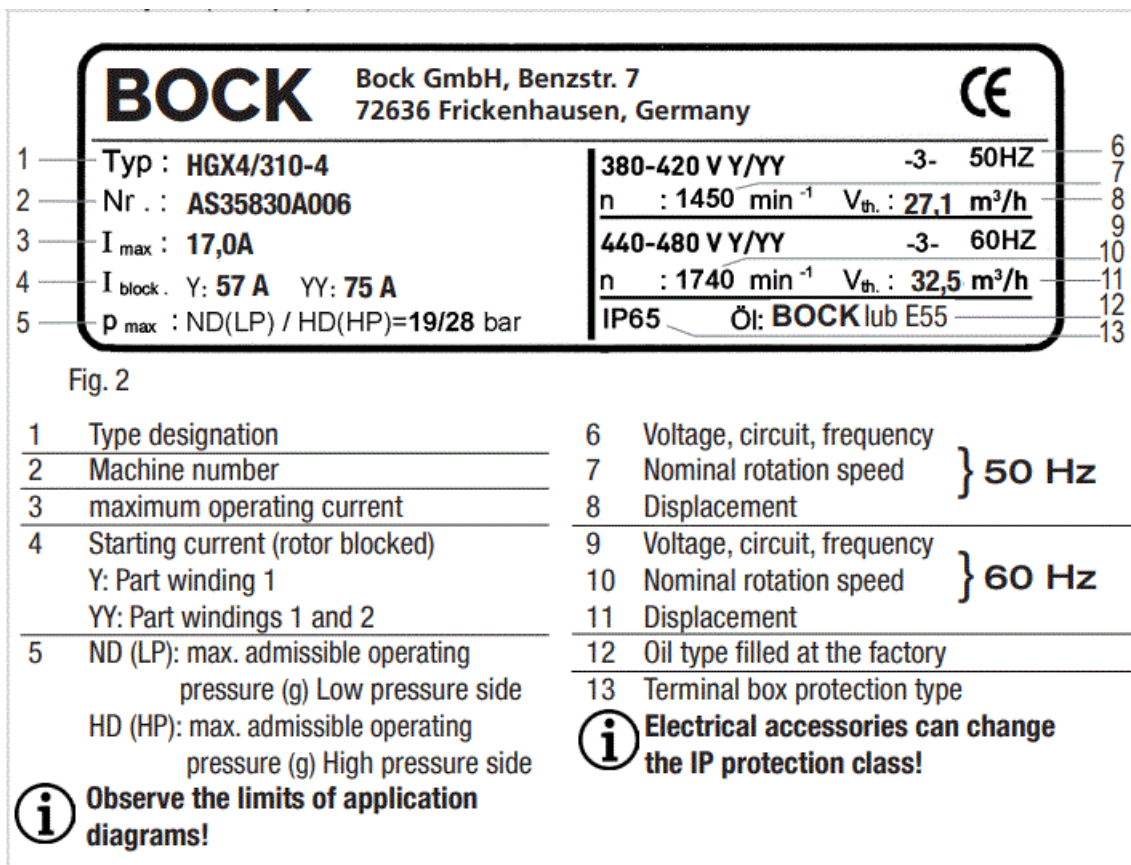 BOCK
Bock GmbH, Benzstr. 7
72636 Frickenhausen, Germany
CE
1 Typ : HGX4/310-4
2 Nr . : AS35830A006
3 I max : 17,0A
4 I block . Y: 57 A YY: 75 A
5 p max : ND(LP) / HD(HP)=19/28 bar
380-420 V Y/YY -3- 50HZ 6
7
n : 1450 min -1 Vth. : 27,1 m³/h 8
9
440-480 V Y/YY -3- 60HZ
10
n : 1740 min -1 Vth. : 32,5 m³/h 11
IP65 Öl: BOCK lub E55 12
13
Fig. 2
1 Type designation
2 Machine number
3 maximum operating current
4 Starting current (rotor blocked)
Y: Part winding 1
YY: Part windings 1 and 2
5 ND (LP): max. admissible operating
pressure (g) Low pressure side
HD (HP): max. admissible operating
pressure (g) High pressure side
i Observe the limits of application
diagrams!
6 Voltage, circuit, frequency
7 Nominal rotation speed } 50 Hz
8 Displacement
9 Voltage, circuit, frequency
10 Nominal rotation speed } 60 Hz
11 Displacement
12 Oil type filled at the factory
13 Terminal box protection type
i Electrical accessories can change
the IP protection class!